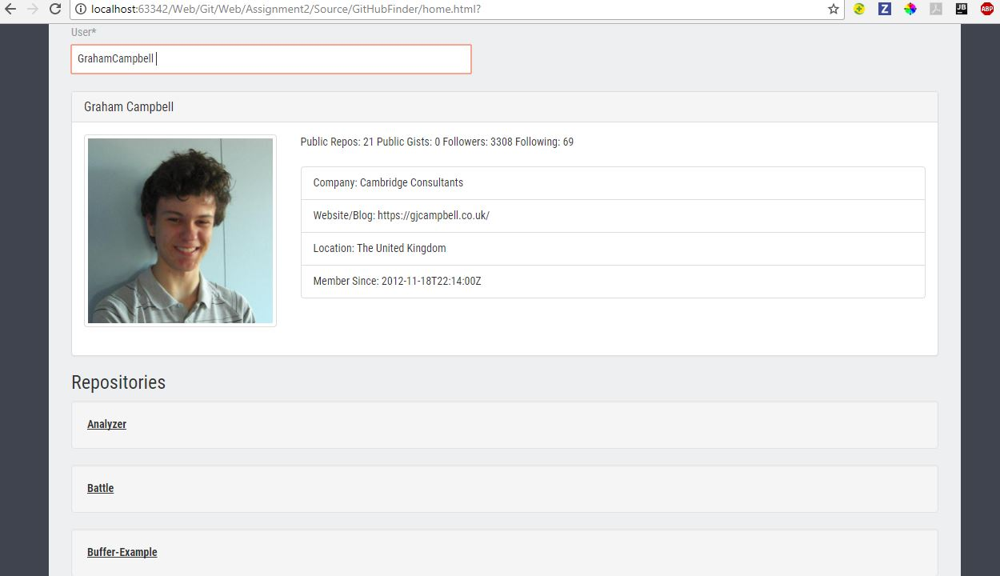 localhost:63342/Web/Git/Web/Assignment2/Source/GitHubFinder/home.html?
Z
JB
ABP
User*
GrahamCampbell
Graham Campbell
Public Repos: 21 Public Gists: 0 Followers: 3308 Following: 69
Company: Cambridge Consultants
Website/Blog: https://gjcampbell.co.uk/
Location: The United Kingdom
Member Since: 2012-11-18T22:14:00Z
Repositories
Analyzer
Battle
Buffer-Example